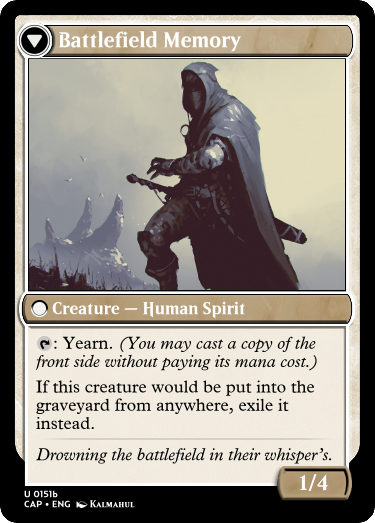 Battlefield Memory
Creature — Human Spirit
: Yearn. (You may cast a copy of the
front side without paying its mana cost.)
If this creature would be put into the
graveyard from anywhere, exile it
instead.
Drowning the battlefield in their whisper's.
1/4
U 0151b
CAP • ENG Kalmahul